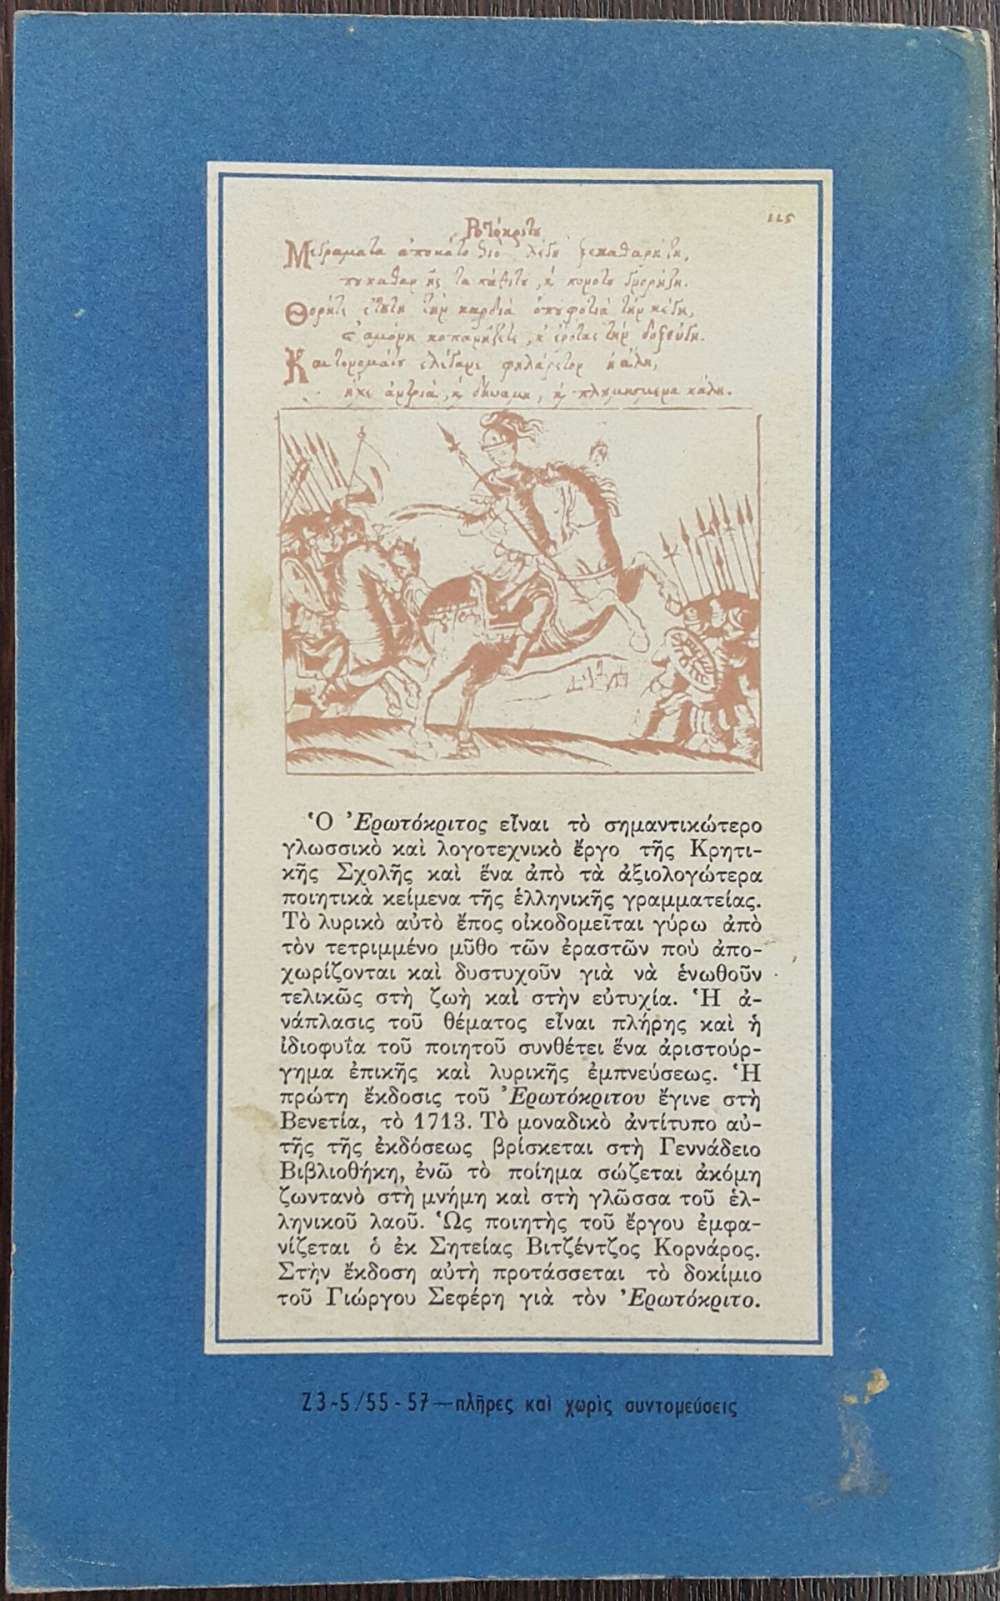 115
Ὁ Ἐρωτόκριτος εἶναι τὸ σημαντικώτερο
γλωσσικὸ καὶ λογοτεχνικὸ ἔργο τῆς Κρητι-
κῆς Σχολῆς καὶ ἕνα ἀπὸ τὰ ἀξιολογώτερα
ποιητικὰ κείμενα τῆς ἑλληνικῆς γραμματείας.
Τὸ λυρικὸ αὐτὸ ἔπος οἰκοδομεῖται γύρω ἀπὸ
τὸν τετριμμένο μῦθο τῶν ἐραστῶν ποὺ ἀπο-
χωρίζονται καὶ δυστυχοῦν γιὰ νὰ ἑνωθοῦν
τελικῶς στὴ ζωὴ καὶ στὴν εὐτυχία. Ἡ ἀ-
νάπλασις τοῦ θέματος εἶναι πλήρης καὶ ἡ
ἰδιοφυΐα τοῦ ποιητοῦ συνθέτει ἕνα ἀριστούρ-
γημα ἐπικῆς καὶ λυρικῆς ἐμπνεύσεως. Ἡ
πρώτη ἔκδοσις τοῦ Ἐρωτόκριτου ἔγινε στὴ
Βενετία, τὸ 1713. Τὸ μοναδικὸ ἀντίτυπο αὐ-
τῆς τῆς ἐκδόσεως βρίσκεται στὴ Γεννάδειο
Βιβλιοθήκη, ἐνῶ τὸ ποίημα σώζεται ἀκόμη
ζωντανὸ στὴ μνήμη καὶ στὴ γλῶσσα τοῦ ἑλ-
ληνικοῦ λαοῦ. Ὡς ποιητὴς τοῦ ἔργου ἐμφα-
νίζεται ὁ ἐκ Σητείας Βιτζέντζος Κορνάρος.
Στὴν ἔκδοση αὐτὴ προτάσσεται τὸ δοκίμιο
τοῦ Γιώργου Σεφέρη γιὰ τὸν Ἐρωτόκριτο.
Ζ3-5/55-57—πλῆρες καὶ χωρὶς συντομεύσεις